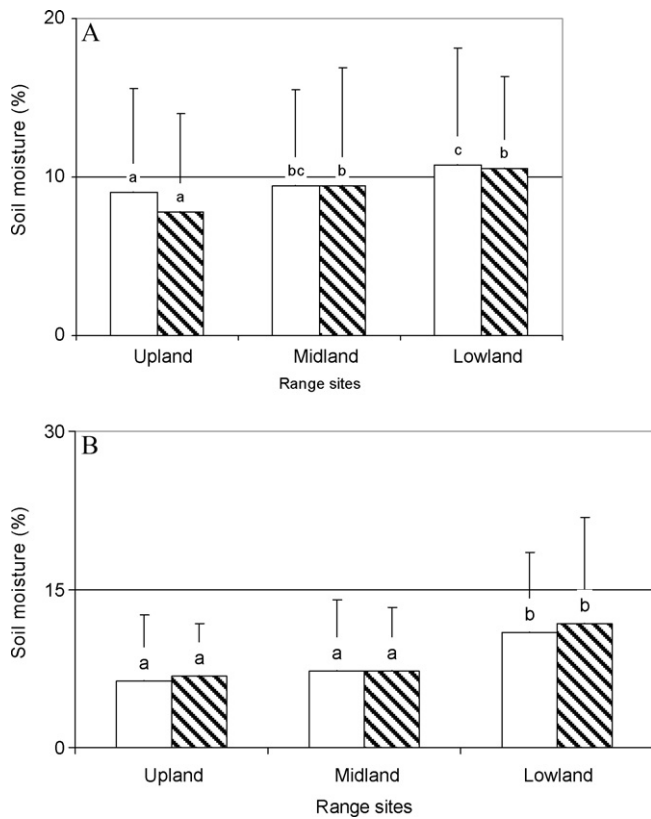 A
Soil moisture (%)
20
10
0
a
a
bc
b
c
b
Upland
Midland
Lowland
Range sites
B
Soil moisture (%)
30
15
0
a
a
a
a
b
b
Upland
Midland
Lowland
Range sites